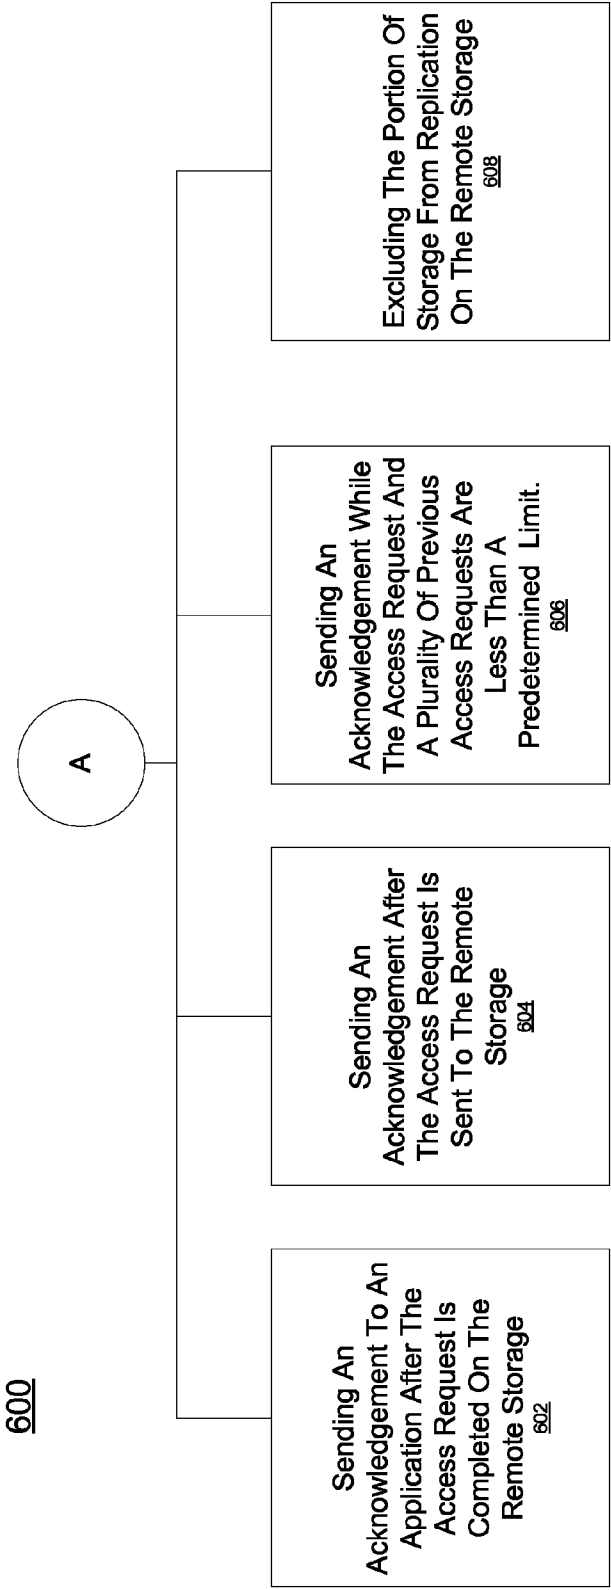 600
A
Sending An
Acknowledgement To An
Application After The
Access Request Is
Completed On The
Remote Storage
602
Sending An
Acknowledgement After
The Access Request Is
Sent To The Remote
Storage
604
Sending An
Acknowledgement While
The Access Request And
A Plurality Of Previous
Access Requests Are
Less Than A
Predetermined Limit.
606
Excluding The Portion Of
Storage From Replication
On The Remote Storage
608